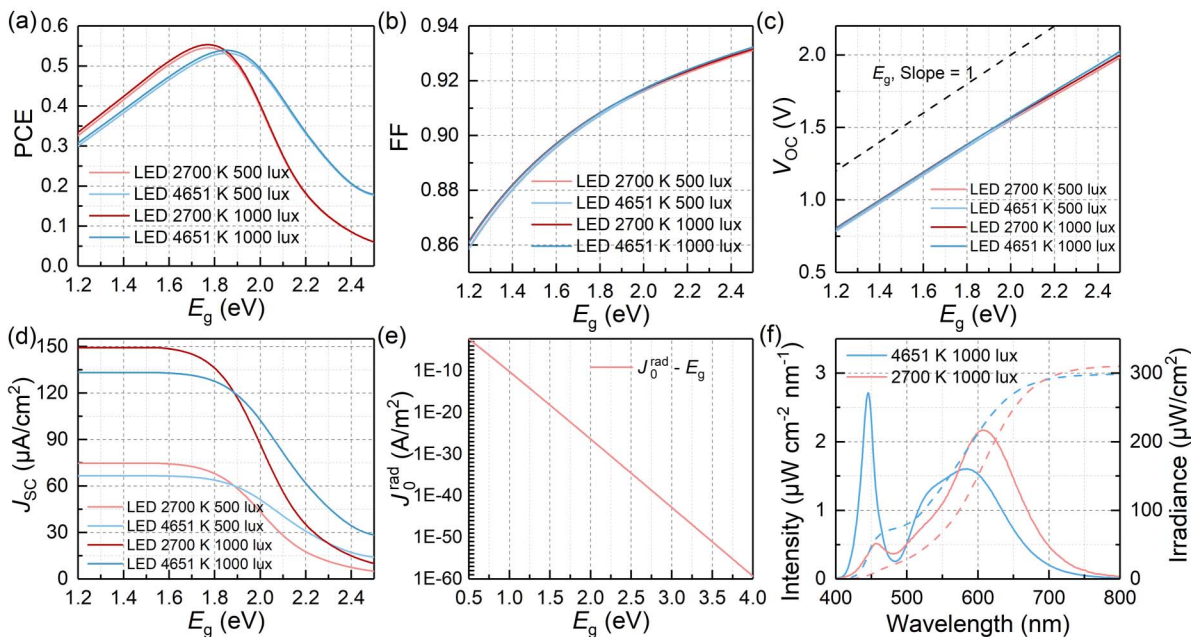 (a)
0.6
0.5
0.4
0.3
0.2
0.1
0.0
PCE
LED 2700 K 500 lux
LED 4651 K 500 lux
LED 2700 K 1000 lux
LED 4651 K 1000 lux
1.2 1.4 1.6 1.8 2.0 2.2 2.4
Eg (eV)
(b)
0.94
0.92
0.90
0.88
0.86
FF
LED 2700 K 500 lux
LED 4651 K 500 lux
LED 2700 K 1000 lux
LED 4651 K 1000 lux
1.2 1.4 1.6 1.8 2.0 2.2 2.4
Eg (eV)
(c)
2.0
1.5
1.0
0.5
VOC (V)
Eg, Slope = 1
LED 2700 K 500 lux
LED 4651 K 500 lux
LED 2700 K 1000 lux
LED 4651 K 1000 lux
1.2 1.4 1.6 1.8 2.0 2.2 2.4
Eg (eV)
(d)
150
120
90
60
30
0
JSC (μA/cm²)
LED 2700 K 500 lux
LED 4651 K 500 lux
LED 2700 K 1000 lux
LED 4651 K 1000 lux
1.2 1.4 1.6 1.8 2.0 2.2 2.4
Eg (eV)
(e)
1E-10
1E-20
1E-30
1E-40
1E-50
1E-60
J0rad (A/m²)
J0rad - Eg
0.5 1.0 1.5 2.0 2.5 3.0 3.5 4.0
Eg (eV)
(f)
3
2
1
0
Intensity (μW cm⁻² nm⁻¹)
4651 K 1000 lux
2700 K 1000 lux
300
200
100
0
Irradiance (μW/cm²)
400 500 600 700 800
Wavelength (nm)